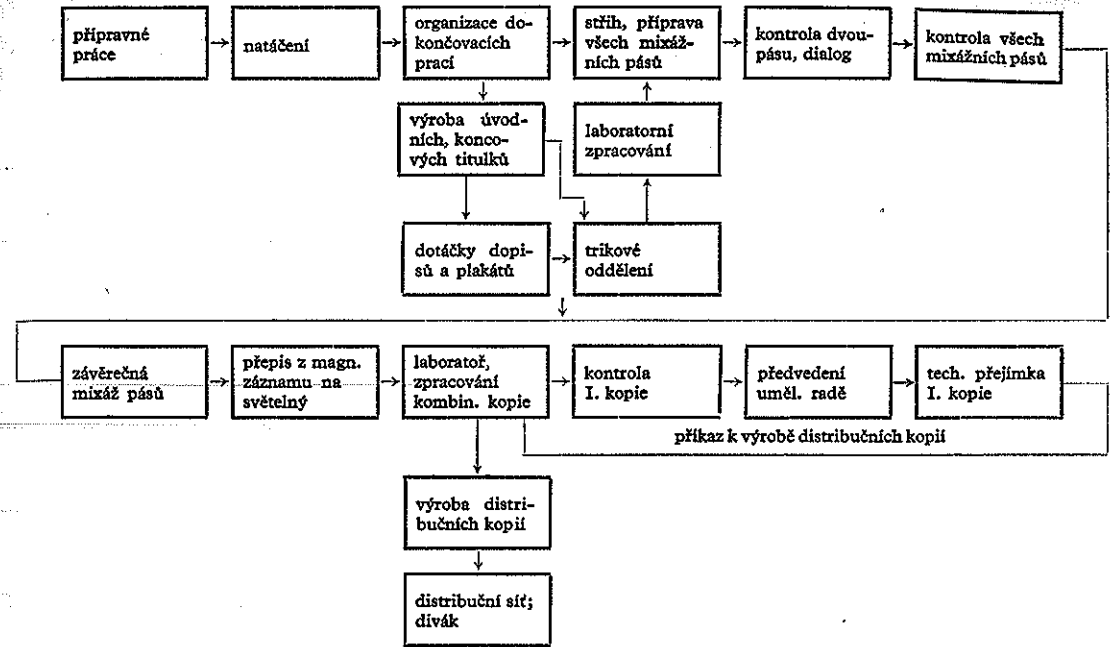 přípravné
práce
natáčení
organizace do-
končovacích
prací
střih, příprava
všech mixáž-
ních pásů
kontrola dvou-
pásu, dialog
kontrola všech
mixážních pásů
výroba úvod-
ních, konco-
vých titulků
laboratorní
zpracování
dotáčky dopi-
sů a plakátů
trikové
oddělení
závěrečná
mixáž pásů
přepis z magn.
záznamu na
světelný
laboratoř,
zpracování
kombin. kopie
kontrola
I. kopie
předvedení
uměl. radě
tech. přejímka
I. kopie
příkaz k výrobě distribučních kopií
výroba distri-
bučních kopií
distribuční síť;
divák